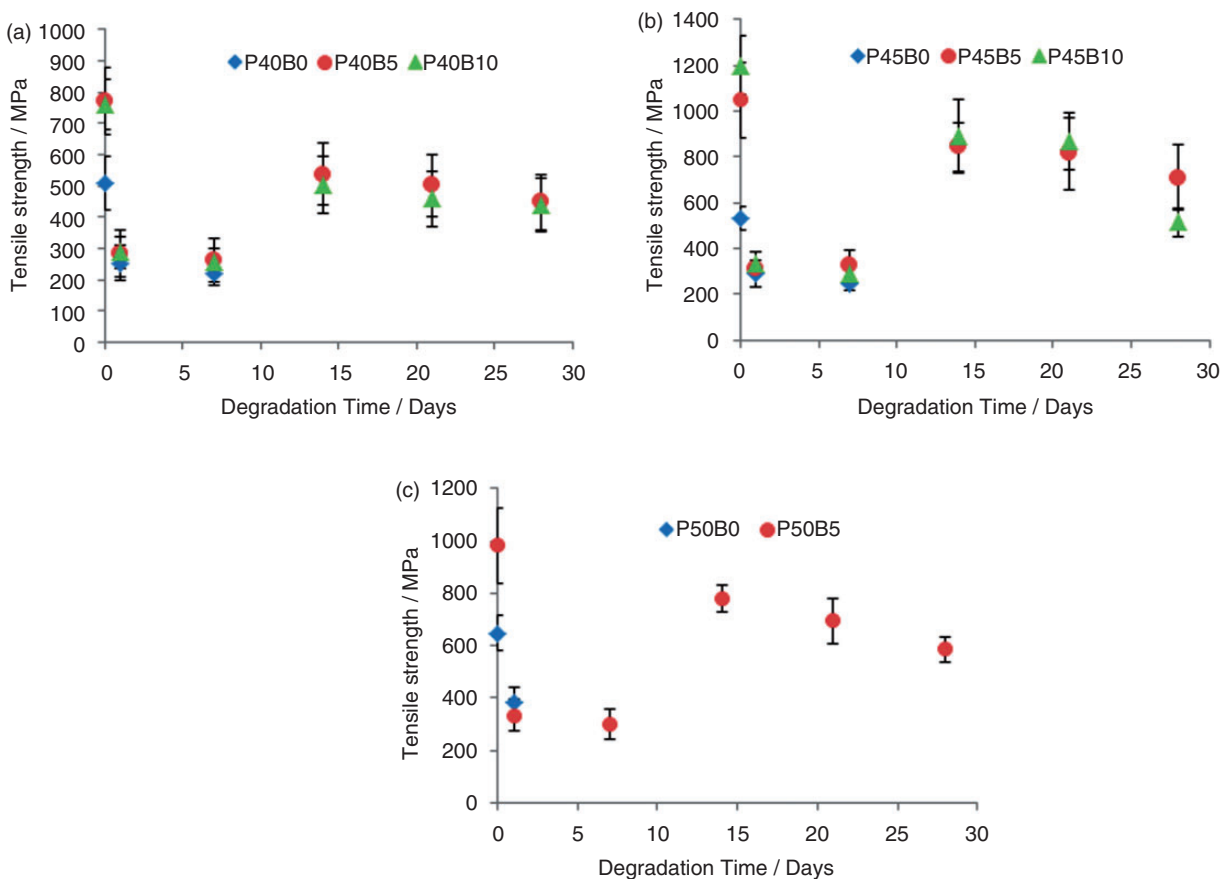 (a)
P40B0 P40B5 P40B10
Tensile strength / MPa
1000
900
800
700
600
500
400
300
200
100
0
0 5 10 15 20 25 30
Degradation Time / Days
(b)
P45B0 P45B5 P45B10
Tensile strength / MPa
1400
1200
1000
800
600
400
200
0
0 5 10 15 20 25 30
Degradation Time / Days
(c)
P50B0 P50B5
Tensile strength / MPa
1200
1000
800
600
400
200
0
0 5 10 15 20 25 30
Degradation Time / Days